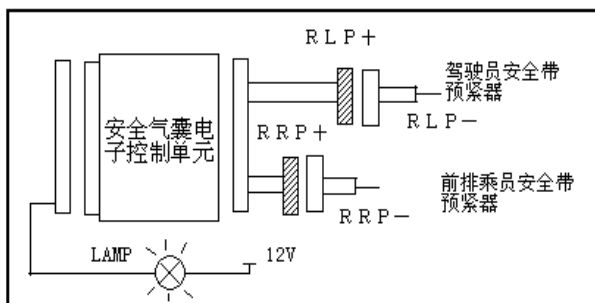 RLP+
驾驶员安全带
预紧器
RLP-
安全气囊电
子控制单元
RRP+
前排乘员安全带
预紧器
RRP-
LAMP
12V